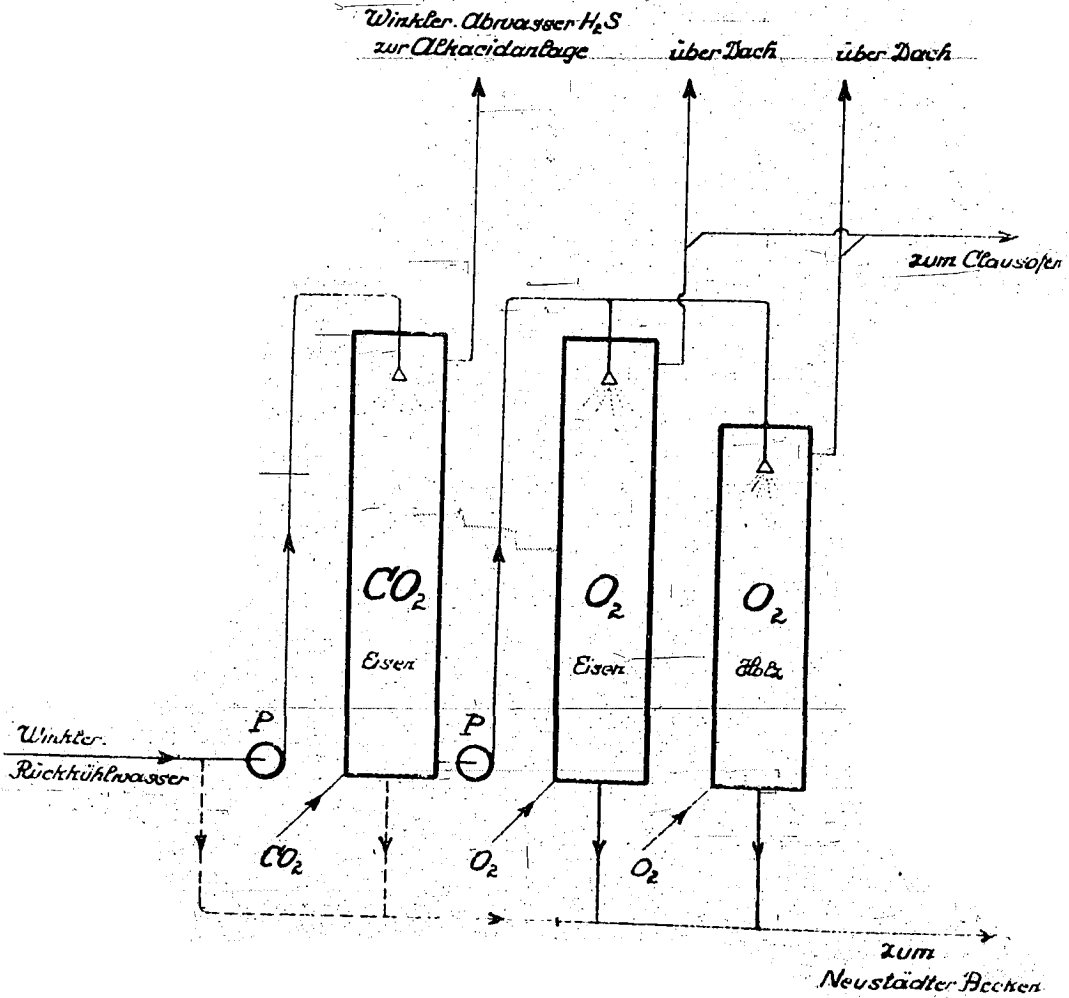 Winkler. Abwasser H₂S
zur Alkacidanlage
über Dach
über Dach
zum Clausofen
CO₂
Eisen
O₂
Eisen
O₂
Holz
P
P
Winkler.
Rückkühlwasser
CO₂
O₂
O₂
zum
Neustädter Becken